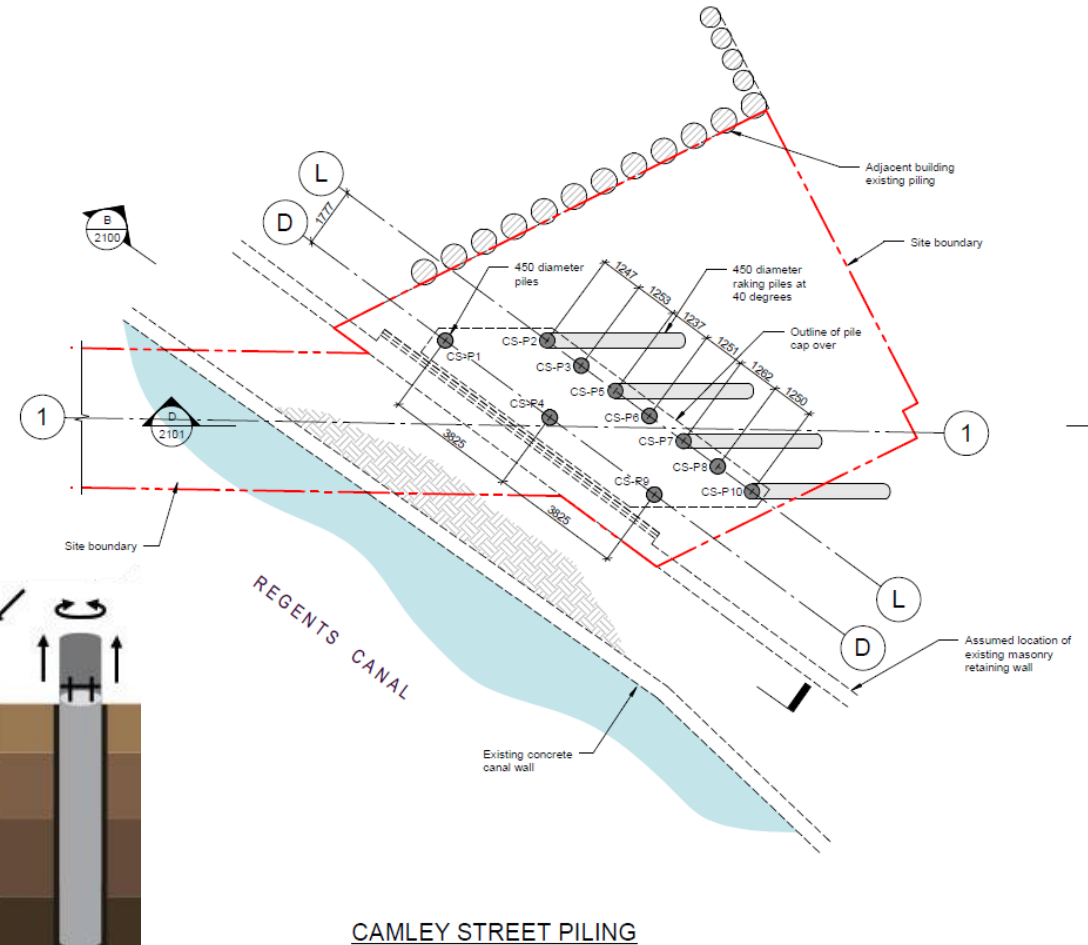 L
D
1777
B
2100
Adjacent building
existing piling
Site boundary
450 diameter
piles
450 diameter
raking piles at
40 degrees
Outline of pile
cap over
1247
1253
1237
1251
1262
1250
CS-P1
CS-P2
CS-P3
CS-P4
CS-P5
CS-P6
CS-P7
CS-P8
CS-P9
CS-P10
3825
3825
1
D
2101
1
Site boundary
REGENTS CANAL
L
D
Assumed location of
existing masonry
retaining wall
Existing concrete
canal wall
CAMLEY STREET PILING